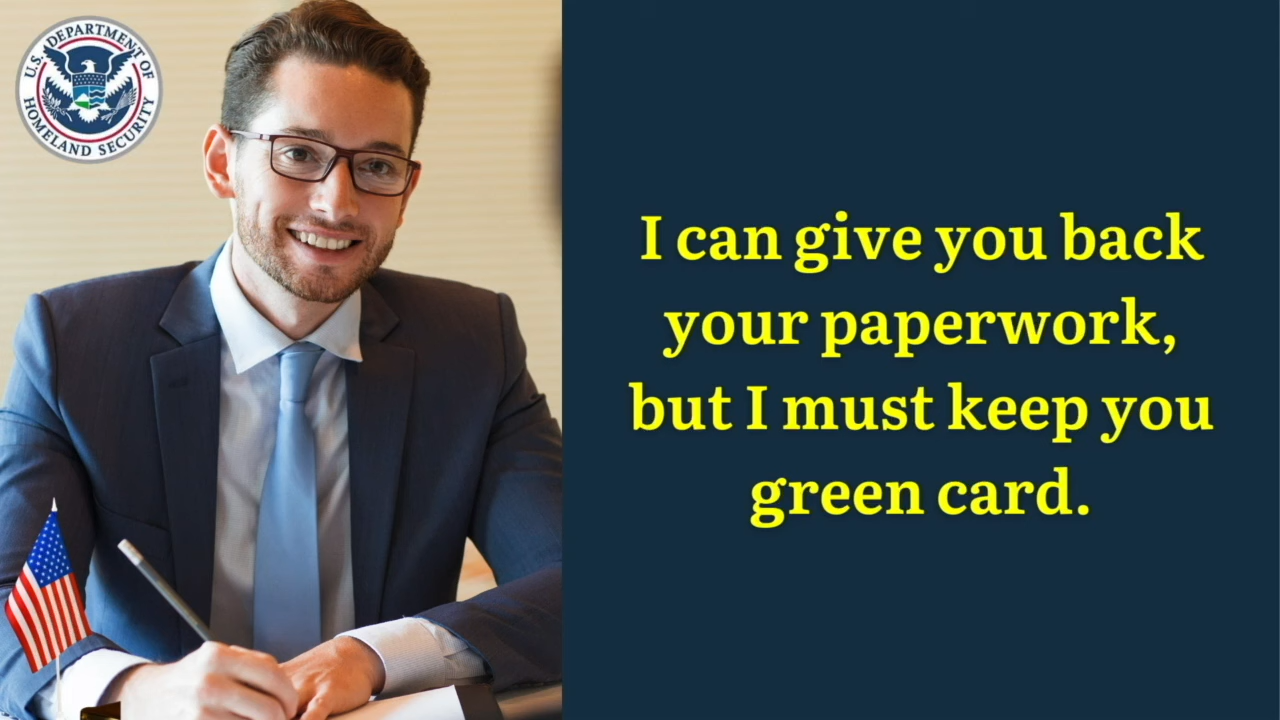 U.S. DEPARTMENT OF
HOMELAND SECURITY
I can give you back
your paperwork,
but I must keep you
green card.